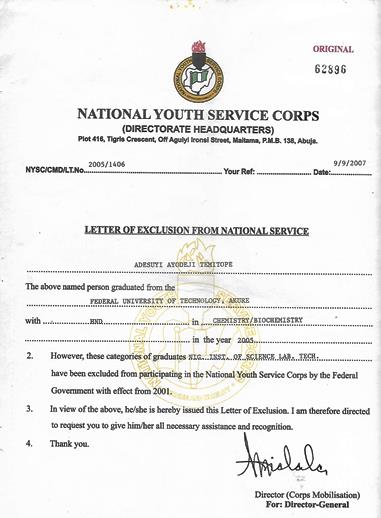 ORIGINAL
62896
NATIONAL YOUTH SERVICE CORPS
(DIRECTORATE HEADQUARTERS)
Plot 416, Tigris Crescent, Off Aguiyi Ironsi Street, Maitama, P.M.B. 138, Abuja.
NYSC/CMD/LT.No. 2005/1406 Your Ref: Date: 9/9/2007
LETTER OF EXCLUSION FROM NATIONAL SERVICE
ADESUYI AYODEJI TEMITOPE
The above named person graduated from the
FEDERAL UNIVERSITY OF TECHNOLOGY, AKURE
with HND in CHEMISTRY/BIOCHEMISTRY
in the year 2005
2. However, these categories of graduates NIG. INST. OF SCIENCE LAB. TECH.
have been excluded from participating in the National Youth Service Corps by the Federal
Government with effect from 2001.
3. In view of the above, he/she is hereby issued this Letter of Exclusion. I am therefore directed
to request you to give him/her all necessary assistance and recognition.
4. Thank you.
Director (Corps Mobilisation)
For: Director-General